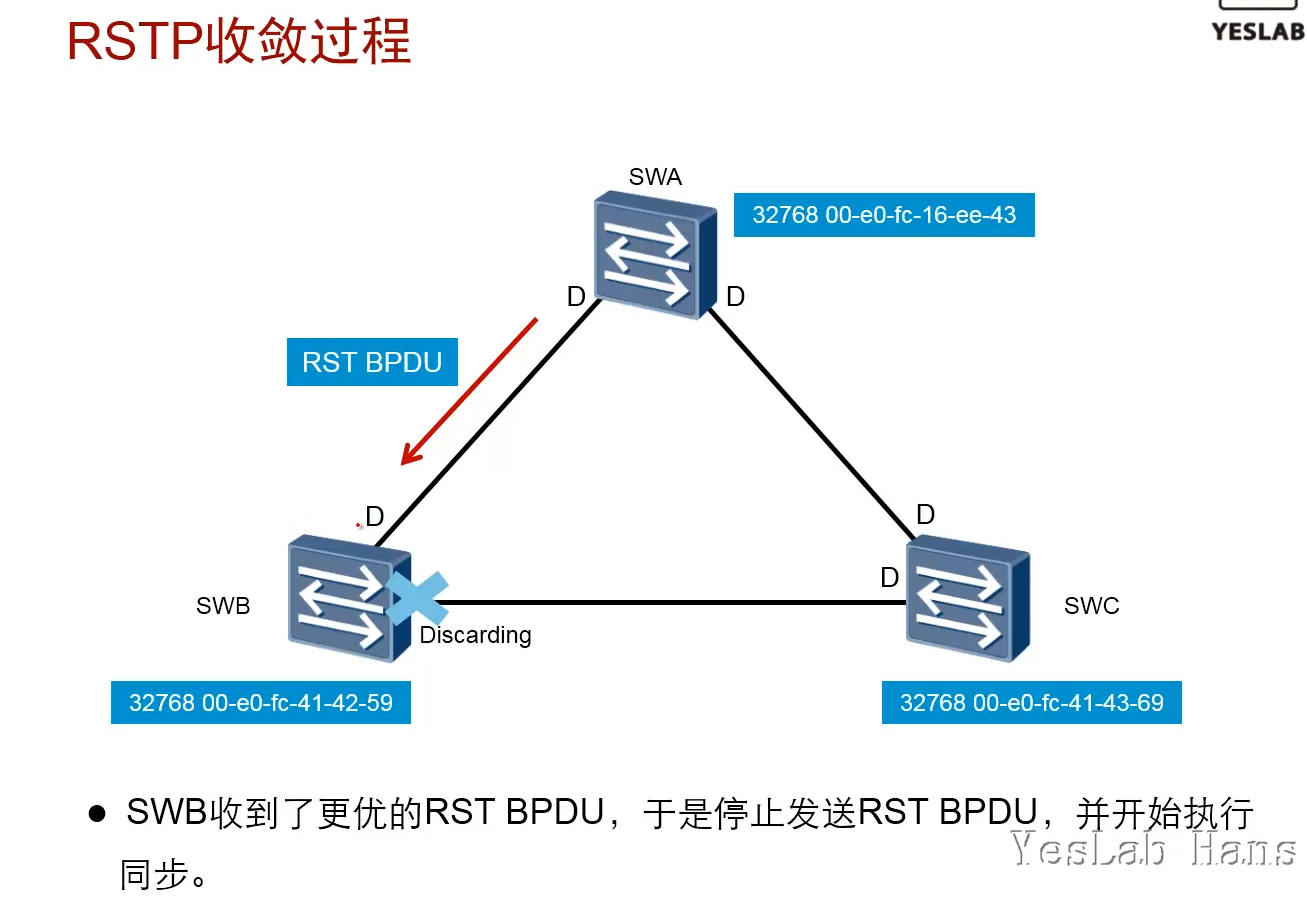 RSTP收敛过程
YESLAB
SWA
32768 00-e0-fc-16-ee-43
D
D
RST BPDU
D
D
D
SWB
SWC
Discarding
32768 00-e0-fc-41-42-59
32768 00-e0-fc-41-43-69
● SWB收到了更优的RST BPDU，于是停止发送RST BPDU，并开始执行
同步。
YesLab Hans